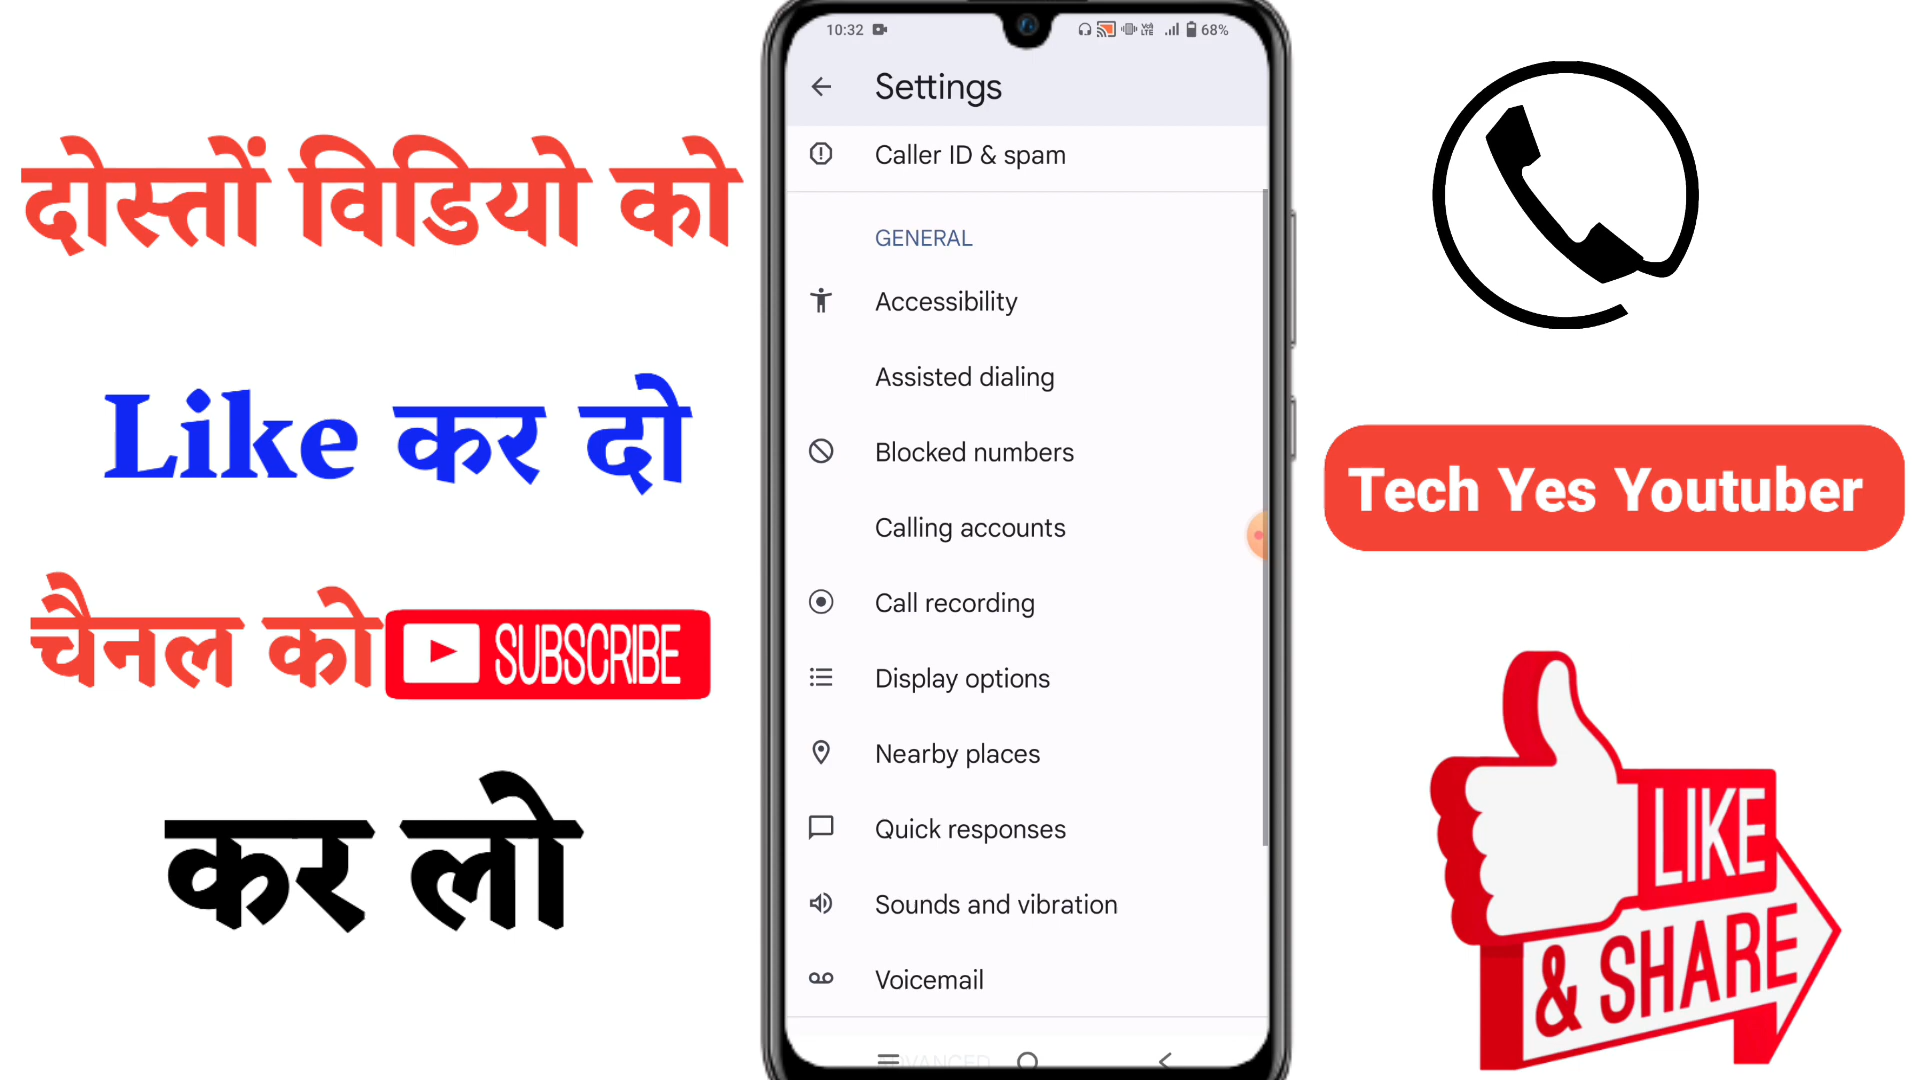 दोस्तों विडियो को
Like कर दो
चैनल को SUBSCRIBE
कर लो
10:32
68%
Settings
Caller ID & spam
GENERAL
Accessibility
Assisted dialing
Blocked numbers
Calling accounts
Call recording
Display options
Nearby places
Quick responses
Sounds and vibration
Voicemail
Tech Yes Youtuber
LIKE
& SHARE